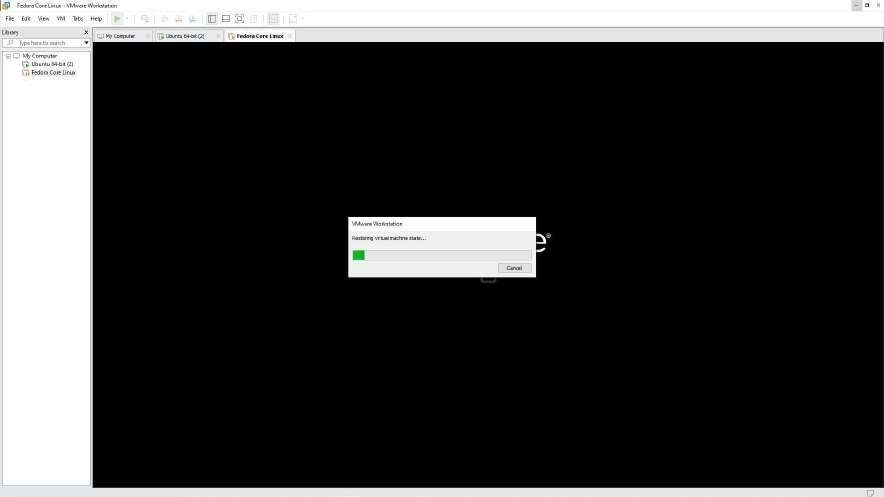 Fedora Core Linux - VMware Workstation
File Edit View VM Tabs Help
Library
Type here to search
My Computer
Ubuntu 64-bit (2)
Fedora Core Linux
My Computer
Ubuntu 64-bit (2)
Fedora Core Linux
VMware Workstation
Restoring virtual machine state...
Cancel
e®